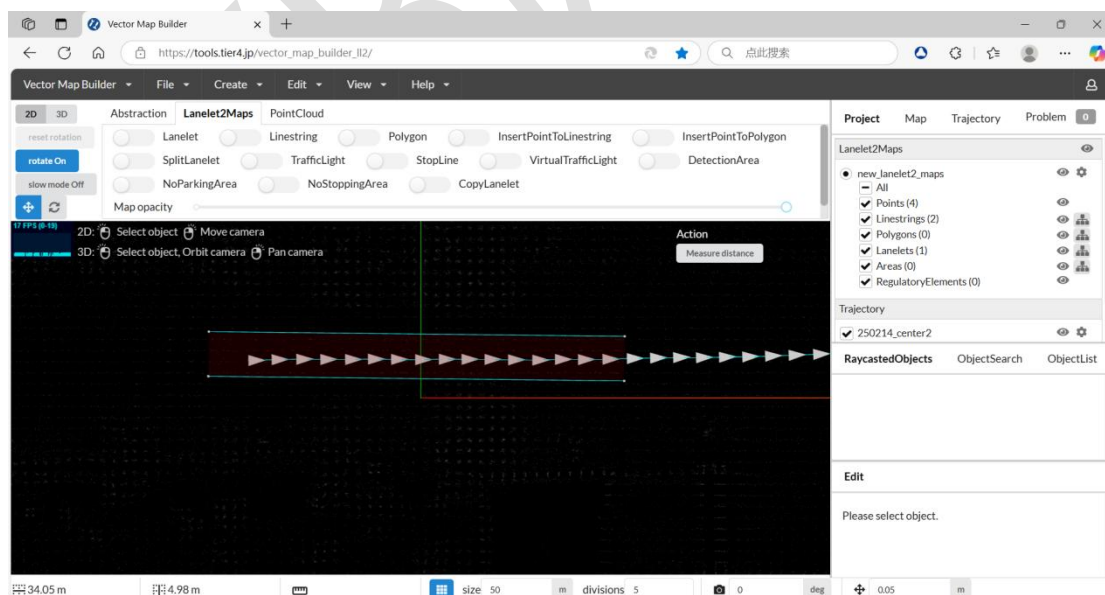 Vector Map Builder
https://tools.tier4.jp/vector_map_builder_ll2/
点此搜索
Vector Map Builder File Create Edit View Help
2D 3D Abstraction Lanelet2Maps PointCloud
reset rotation Lanelet Linestring Polygon InsertPointToLinestring InsertPointToPolygon
rotate On SplitLanelet TrafficLight StopLine VirtualTrafficLight DetectionArea
slow mode Off NoParkingArea NoStoppingArea CopyLanelet
Map opacity
17 FPS (0-19)
2D: Select object Move camera
3D: Select object, Orbit camera Pan camera
Action
Measure distance
Project Map Trajectory Problem 0
Lanelet2Maps
new_lanelet2_maps
All
Points (4)
Linestrings (2)
Polygons (0)
Lanelets (1)
Areas (0)
RegulatoryElements (0)
Trajectory
250214_center2
RaycastedObjects ObjectSearch ObjectList
Edit
Please select object.
34.05 m 4.98 m size 50 m divisions 5 0 deg 0.05 m